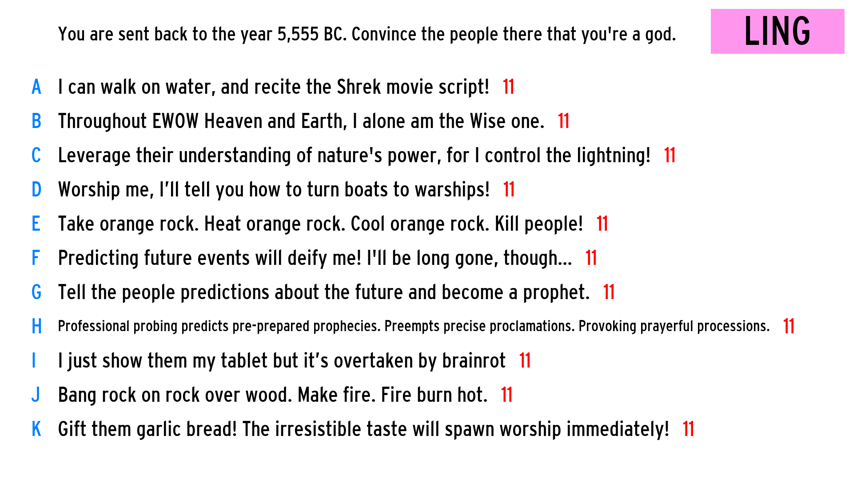 You are sent back to the year 5,555 BC. Convince the people there that you're a god.
LING
A I can walk on water, and recite the Shrek movie script! 11
B Throughout EWOW Heaven and Earth, I alone am the Wise one. 11
C Leverage their understanding of nature's power, for I control the lightning! 11
D Worship me, I’ll tell you how to turn boats to warships! 11
E Take orange rock. Heat orange rock. Cool orange rock. Kill people! 11
F Predicting future events will deify me! I'll be long gone, though... 11
G Tell the people predictions about the future and become a prophet. 11
H Professional probing predicts pre-prepared prophecies. Preempts precise proclamations. Provoking prayerful processions. 11
I I just show them my tablet but it’s overtaken by brainrot 11
J Bang rock on rock over wood. Make fire. Fire burn hot. 11
K Gift them garlic bread! The irresistible taste will spawn worship immediately! 11